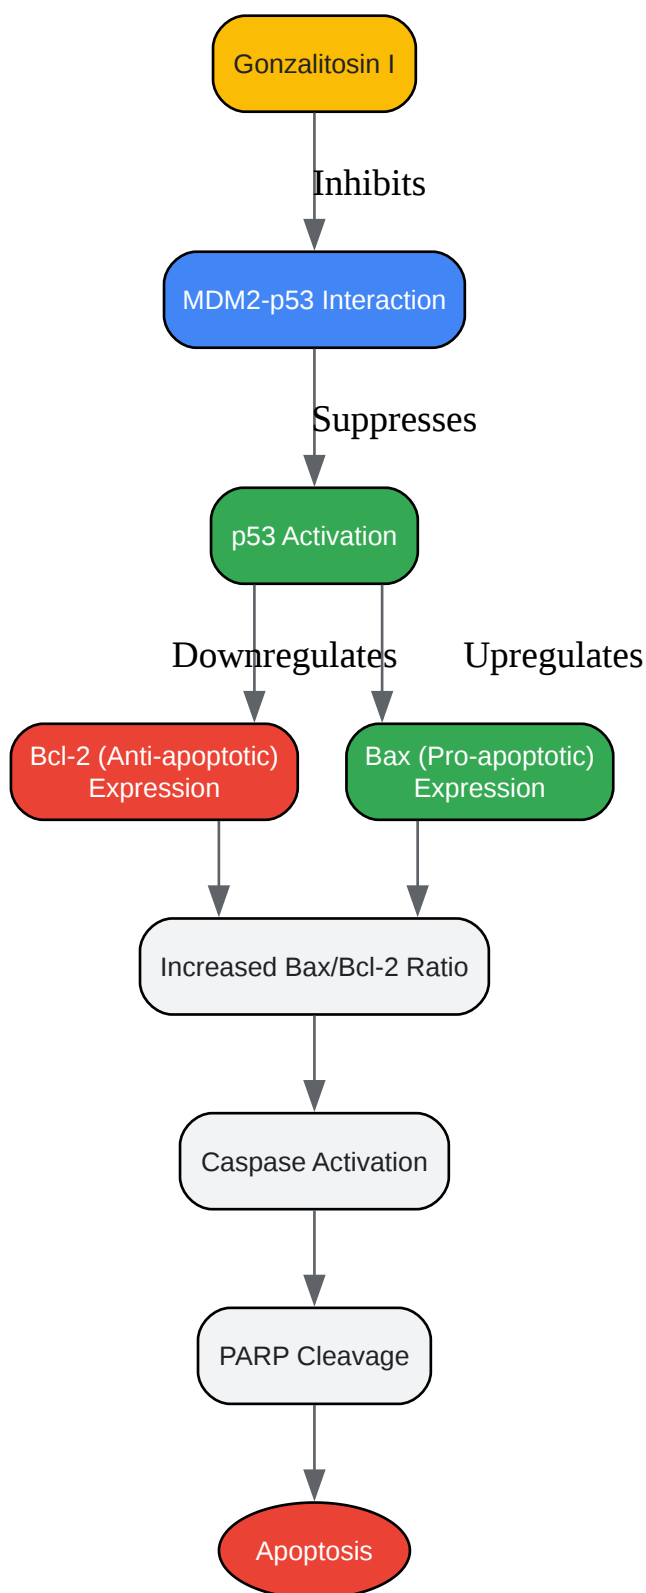 Gonzalitosin I
Inhibits
MDM2-p53 Interaction
Suppresses
p53 Activation
Downregulates
Upregulates
Bcl-2 (Anti-apoptotic)
Expression
Bax (Pro-apoptotic)
Expression
Increased Bax/Bcl-2 Ratio
Caspase Activation
PARP Cleavage
Apoptosis